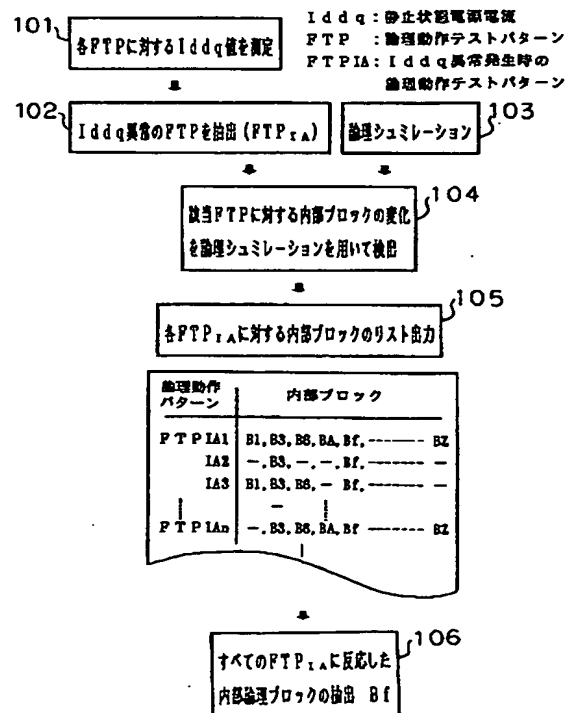 Iddq：静止状態電源電流
FTP ：論理動作テストパターン
FTPIA：Iddq異常発生時の
論理動作テストパターン
101
各FTPに対するIddq値を測定
102
Iddq異常のFTPを抽出（FTPIA）
103
論理シュミレーション
104
該当FTPに対する内部ブロックの変化
を論理シュミレーションを用いて検出
105
各FTPIAに対する内部ブロックのリスト出力
論理動作
パターン
内部ブロック
FTPIA1 B1,B3,B6,BA,Bf,------ BZ
IA2 －,B3,－,－,Bf,------ －
IA3 B1,B3,B6,－ Bf,------ －
FTPIAn －,B3,B6,BA,Bf ------ BZ
106
すべてのFTPIAに反応した
内部論理ブロックの抽出 Bf